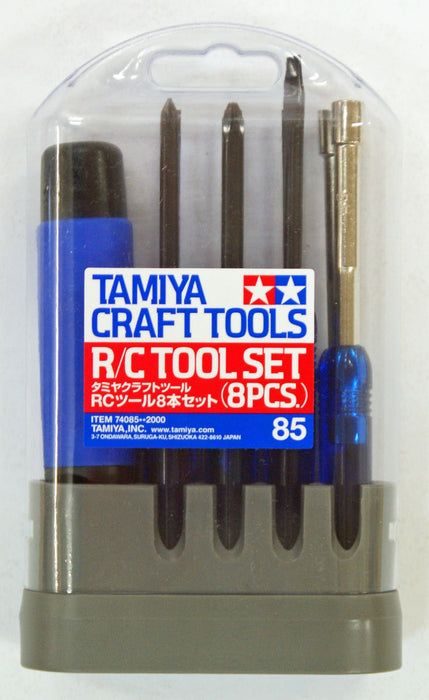 TAMIYA
CRAFT TOOLS
R/C TOOL SET
タミヤクラフトツール
RCツール8本セット (8PCS.)
ITEM 74085••2000
TAMIYA, INC. www.tamiya.com
3-7 ONDAWARA, SURUGA-KU, SHIZUOKA 422-8610 JAPAN
85